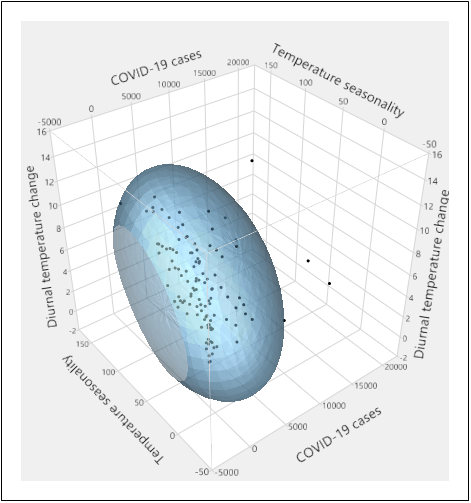 COVID-19 cases
Temperature seasonality
-5000 0 5000 10000 15000 20000
150 100 50 0 -50
16 14 12 10 8 6 4 2 0 -2
Diurnal temperature change
16 14 12 10 8 6 4 2 0 -2
Diurnal temperature change
150 100 50 0 -50
Temperature seasonality
-5000 0 5000 10000 15000 20000
COVID-19 cases